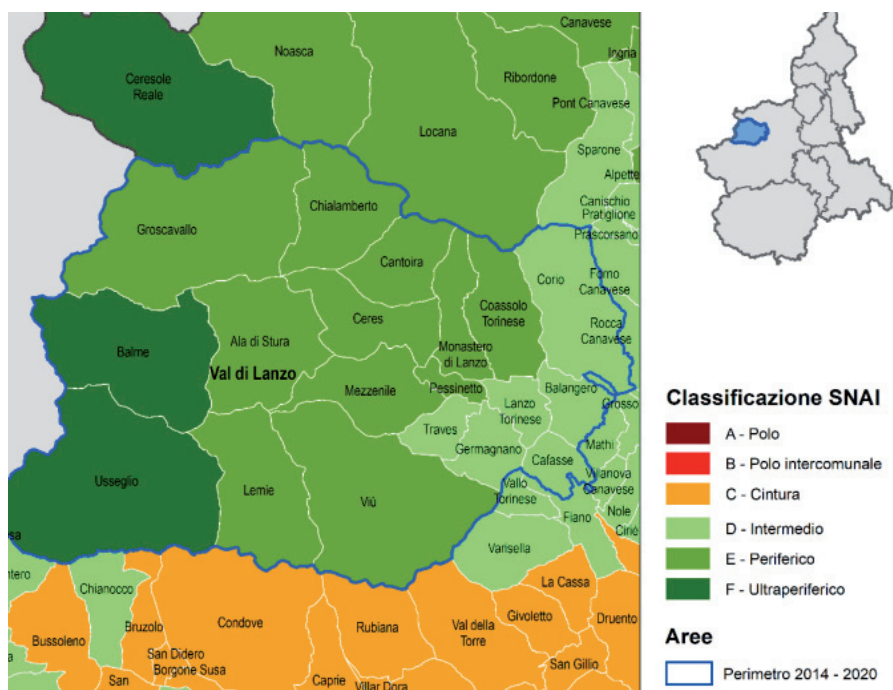 Canavese
Noasca
Ingria
Ceresole
Reale
Ribordone
Pont Canavese
Locana
Sparone
Alpette
Canischio
Pratiglione
Chialamberto
Groscavallo
Prascorsano
Cantoira
Corio
Forno
Canavese
Coassolo
Torinese
Ceres
Rocca
Canavese
Ala di Stura
Balme
Monastero
di Lanzo
Val di Lanzo
Mezzenile
Pessinetto
Balangero
Lanzo
Torinese
Grosso
Traves
Germagnano
Mathi
Cafasse
Usseglio
Lemie
Viù
Vallo
Torinese
Villanova
Canavese
Nole
Fiano
Ciriè
Varisella
Chianocco
La Cassa
Condove
Givoletto
Druento
Bussoleno
Bruzolo
Rubiana
Val della
Torre
San Didero
Borgone Susa
San Gillio
San
Caprie
Villar Dora
Classificazione SNAI
A - Polo
B - Polo intercomunale
C - Cintura
D - Intermedio
E - Periferico
F - Ultraperiferico
Aree
Perimetro 2014 - 2020